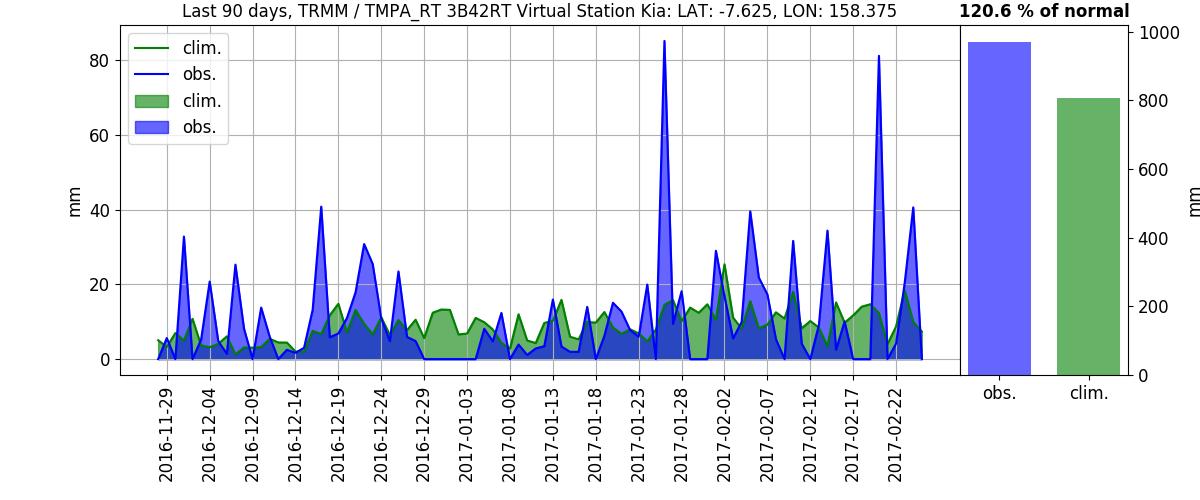 Last 90 days, TRMM / TMPA_RT 3B42RT Virtual Station Kia: LAT: -7.625, LON: 158.375
120.6 % of normal
clim.
obs.
clim.
obs.
mm
80
60
40
20
0
2016-11-29
2016-12-04
2016-12-09
2016-12-14
2016-12-19
2016-12-24
2016-12-29
2017-01-03
2017-01-08
2017-01-13
2017-01-18
2017-01-23
2017-01-28
2017-02-02
2017-02-07
2017-02-12
2017-02-17
2017-02-22
1000
800
600
400
200
0
mm
obs.
clim.